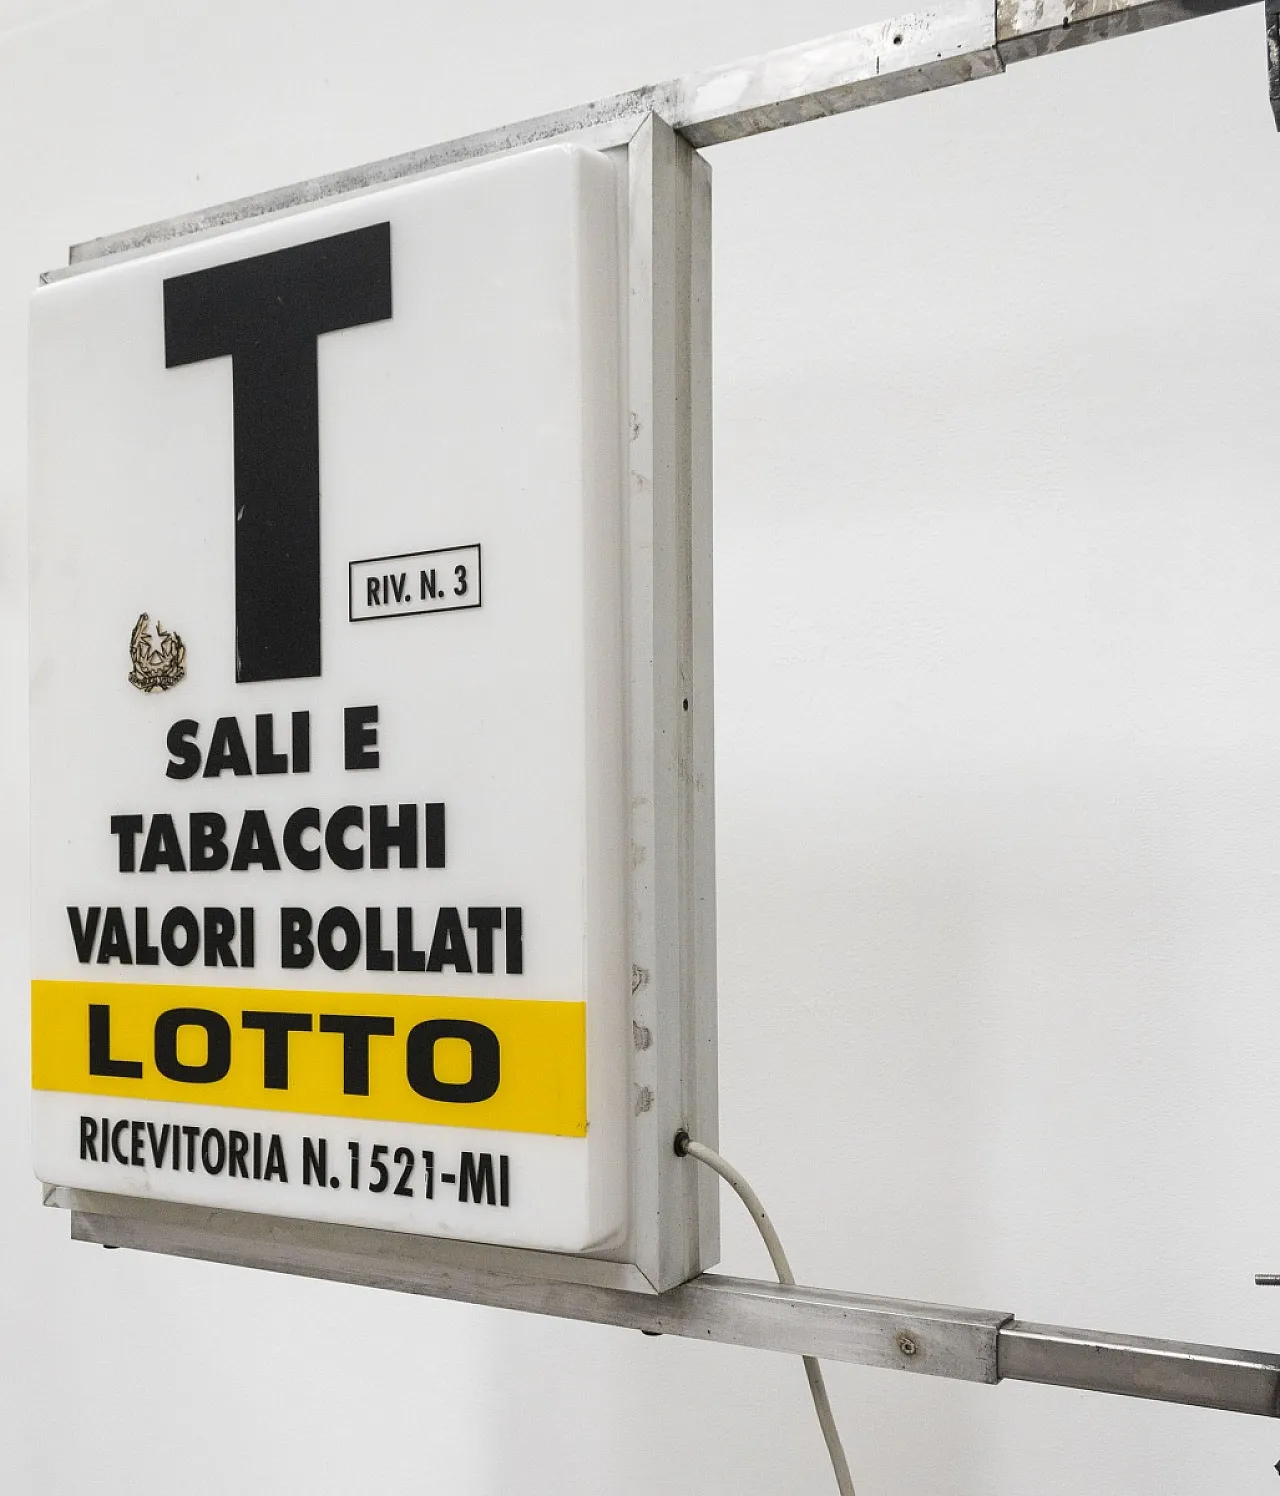 T
RIV. N. 3
SALI E
TABACCHI
VALORI BOLLATI
LOTTO
RICEVITORIA N.1521-MI